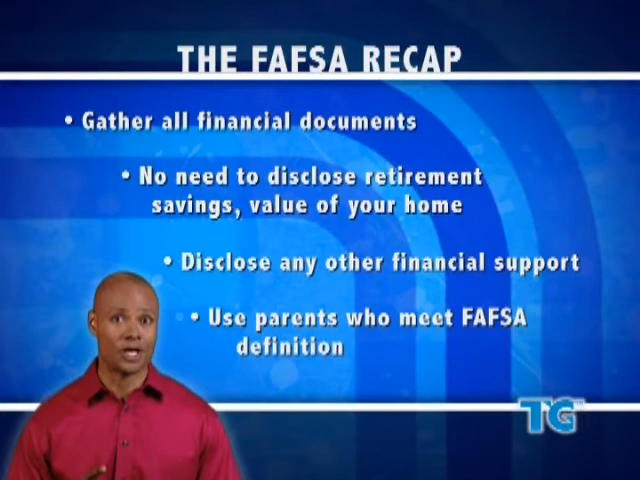 THE FAFSA RECAP
• Gather all financial documents
• No need to disclose retirement
savings, value of your home
• Disclose any other financial support
• Use parents who meet FAFSA
definition
TG